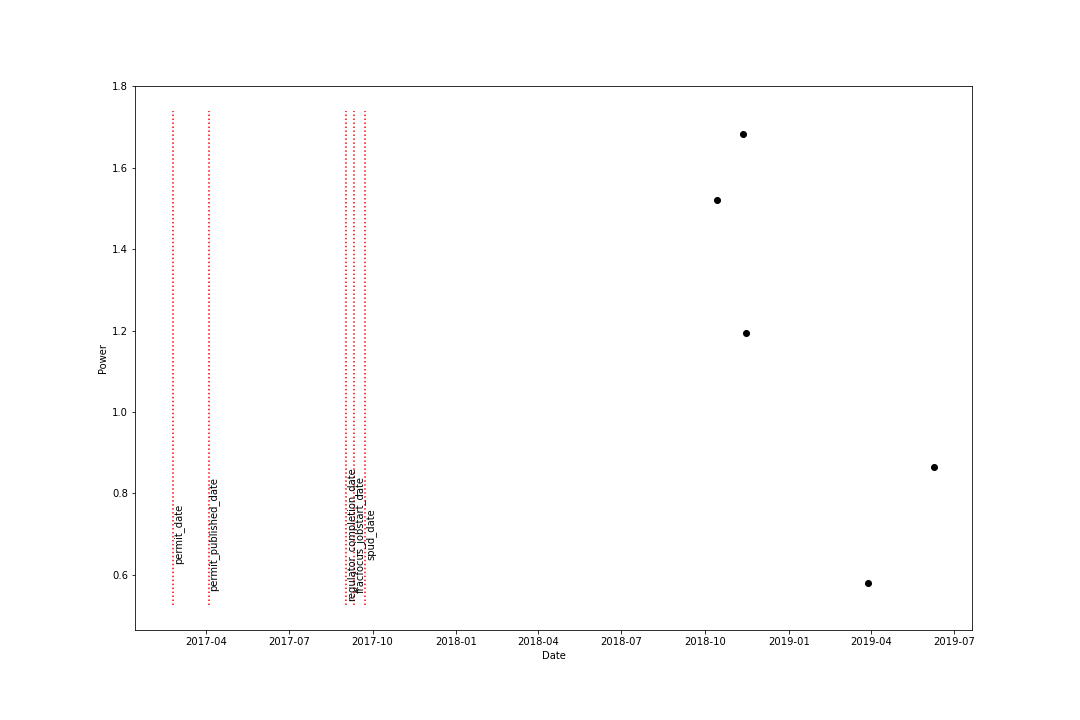 1.8
1.6
1.4
1.2
1.0
0.8
0.6
Power
permit_date
permit_published_date
regulator_completion_date
fracfocus_jobstart_date
spud_date
2017-04
2017-07
2017-10
2018-01
2018-04
2018-07
2018-10
2019-01
2019-04
2019-07
Date